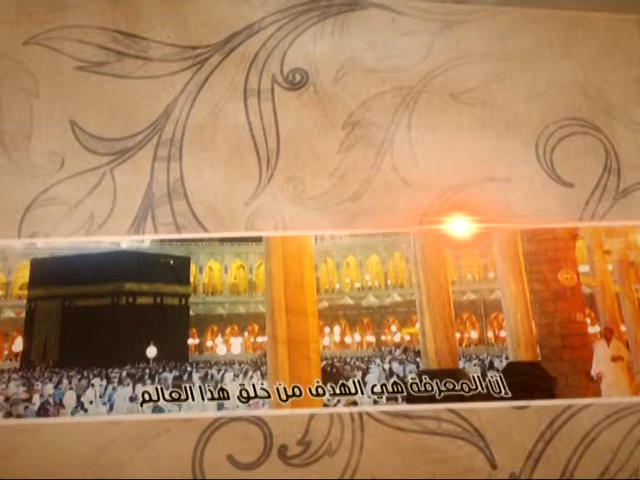 إن المعرفة هي الهدف من خلق هذا العالم